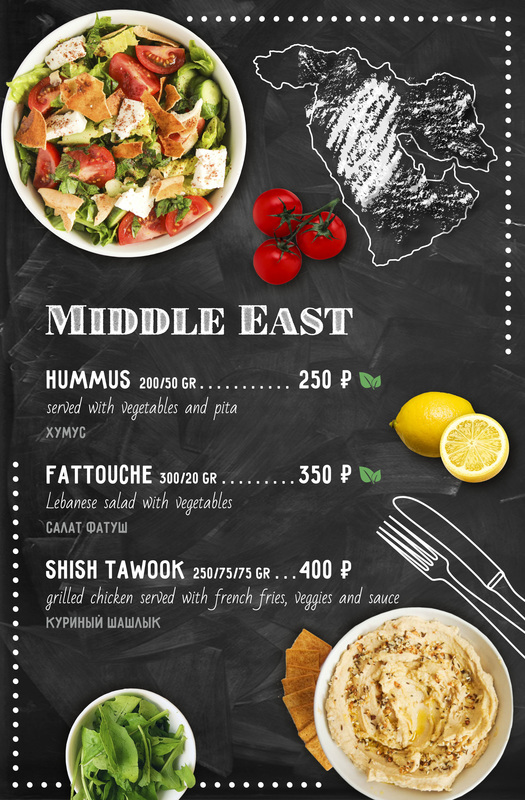 MIDDLE EAST
HUMMUS 200/50 GR........... 250 ₽
served with vegetables and pita
ХУМУС
FATTOUCHE 300/20 GR.........350 ₽
Lebanese salad with vegetables
САЛАТ ФАТУШ
SHISH TAWOOK 250/75/75 GR ...400 ₽
grilled chicken served with french fries, veggies and sauce
КУРИНЫЙ ШАШЛЫК